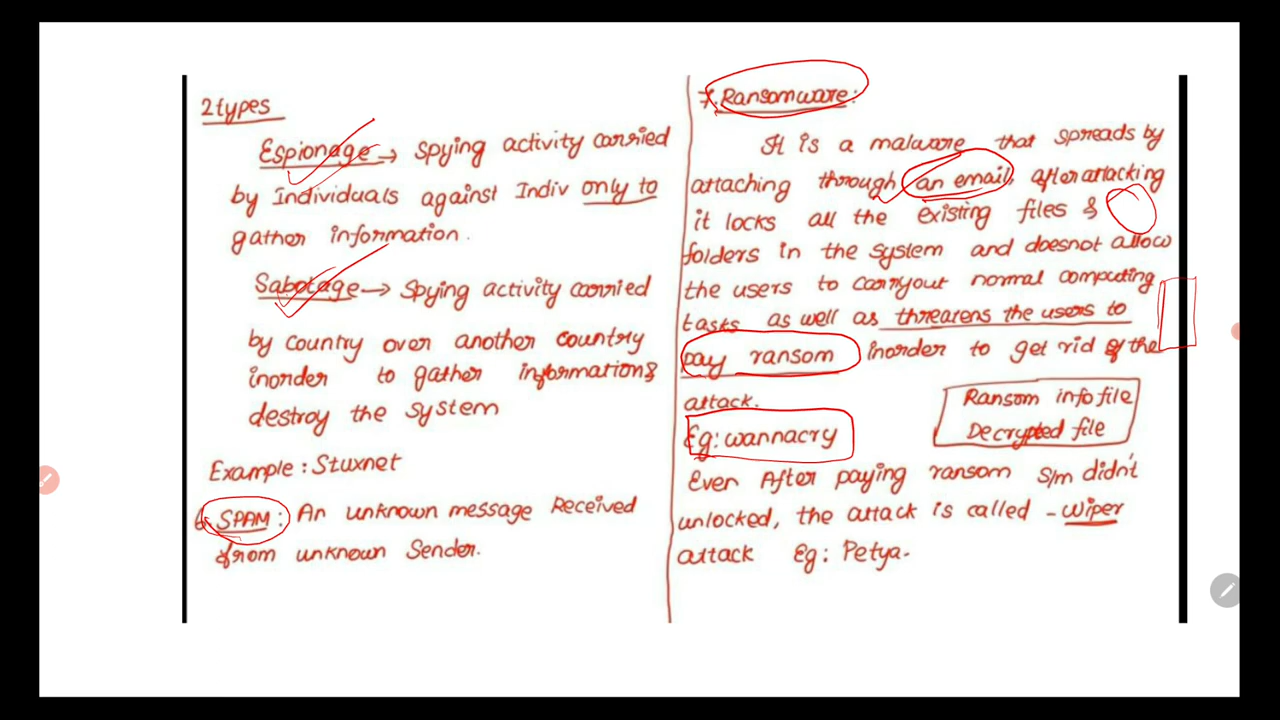 2 types
Espionage → Spying activity carried
by Individuals against Indiv only to
gather information.
Sabotage → Spying activity carried
by country over another country
inorder to gather information &
destroy the System
Example : Stuxnet
6. SPAM : An unknown message Received
from unknown Sender.
7. Ransomware :
It is a malware that spreads by
attaching through an email, after attacking
it locks all the existing files &
folders in the system and doesnot allow
the users to carryout normal computing
tasks as well as threatens the users to
pay ransom inorder to get rid of the
attack.
Ransom info file
Decrypted file
Eg: wannacry
Even After paying ransom s/m didn't
unlocked, the attack is called - wiper
attack Eg: Petya.